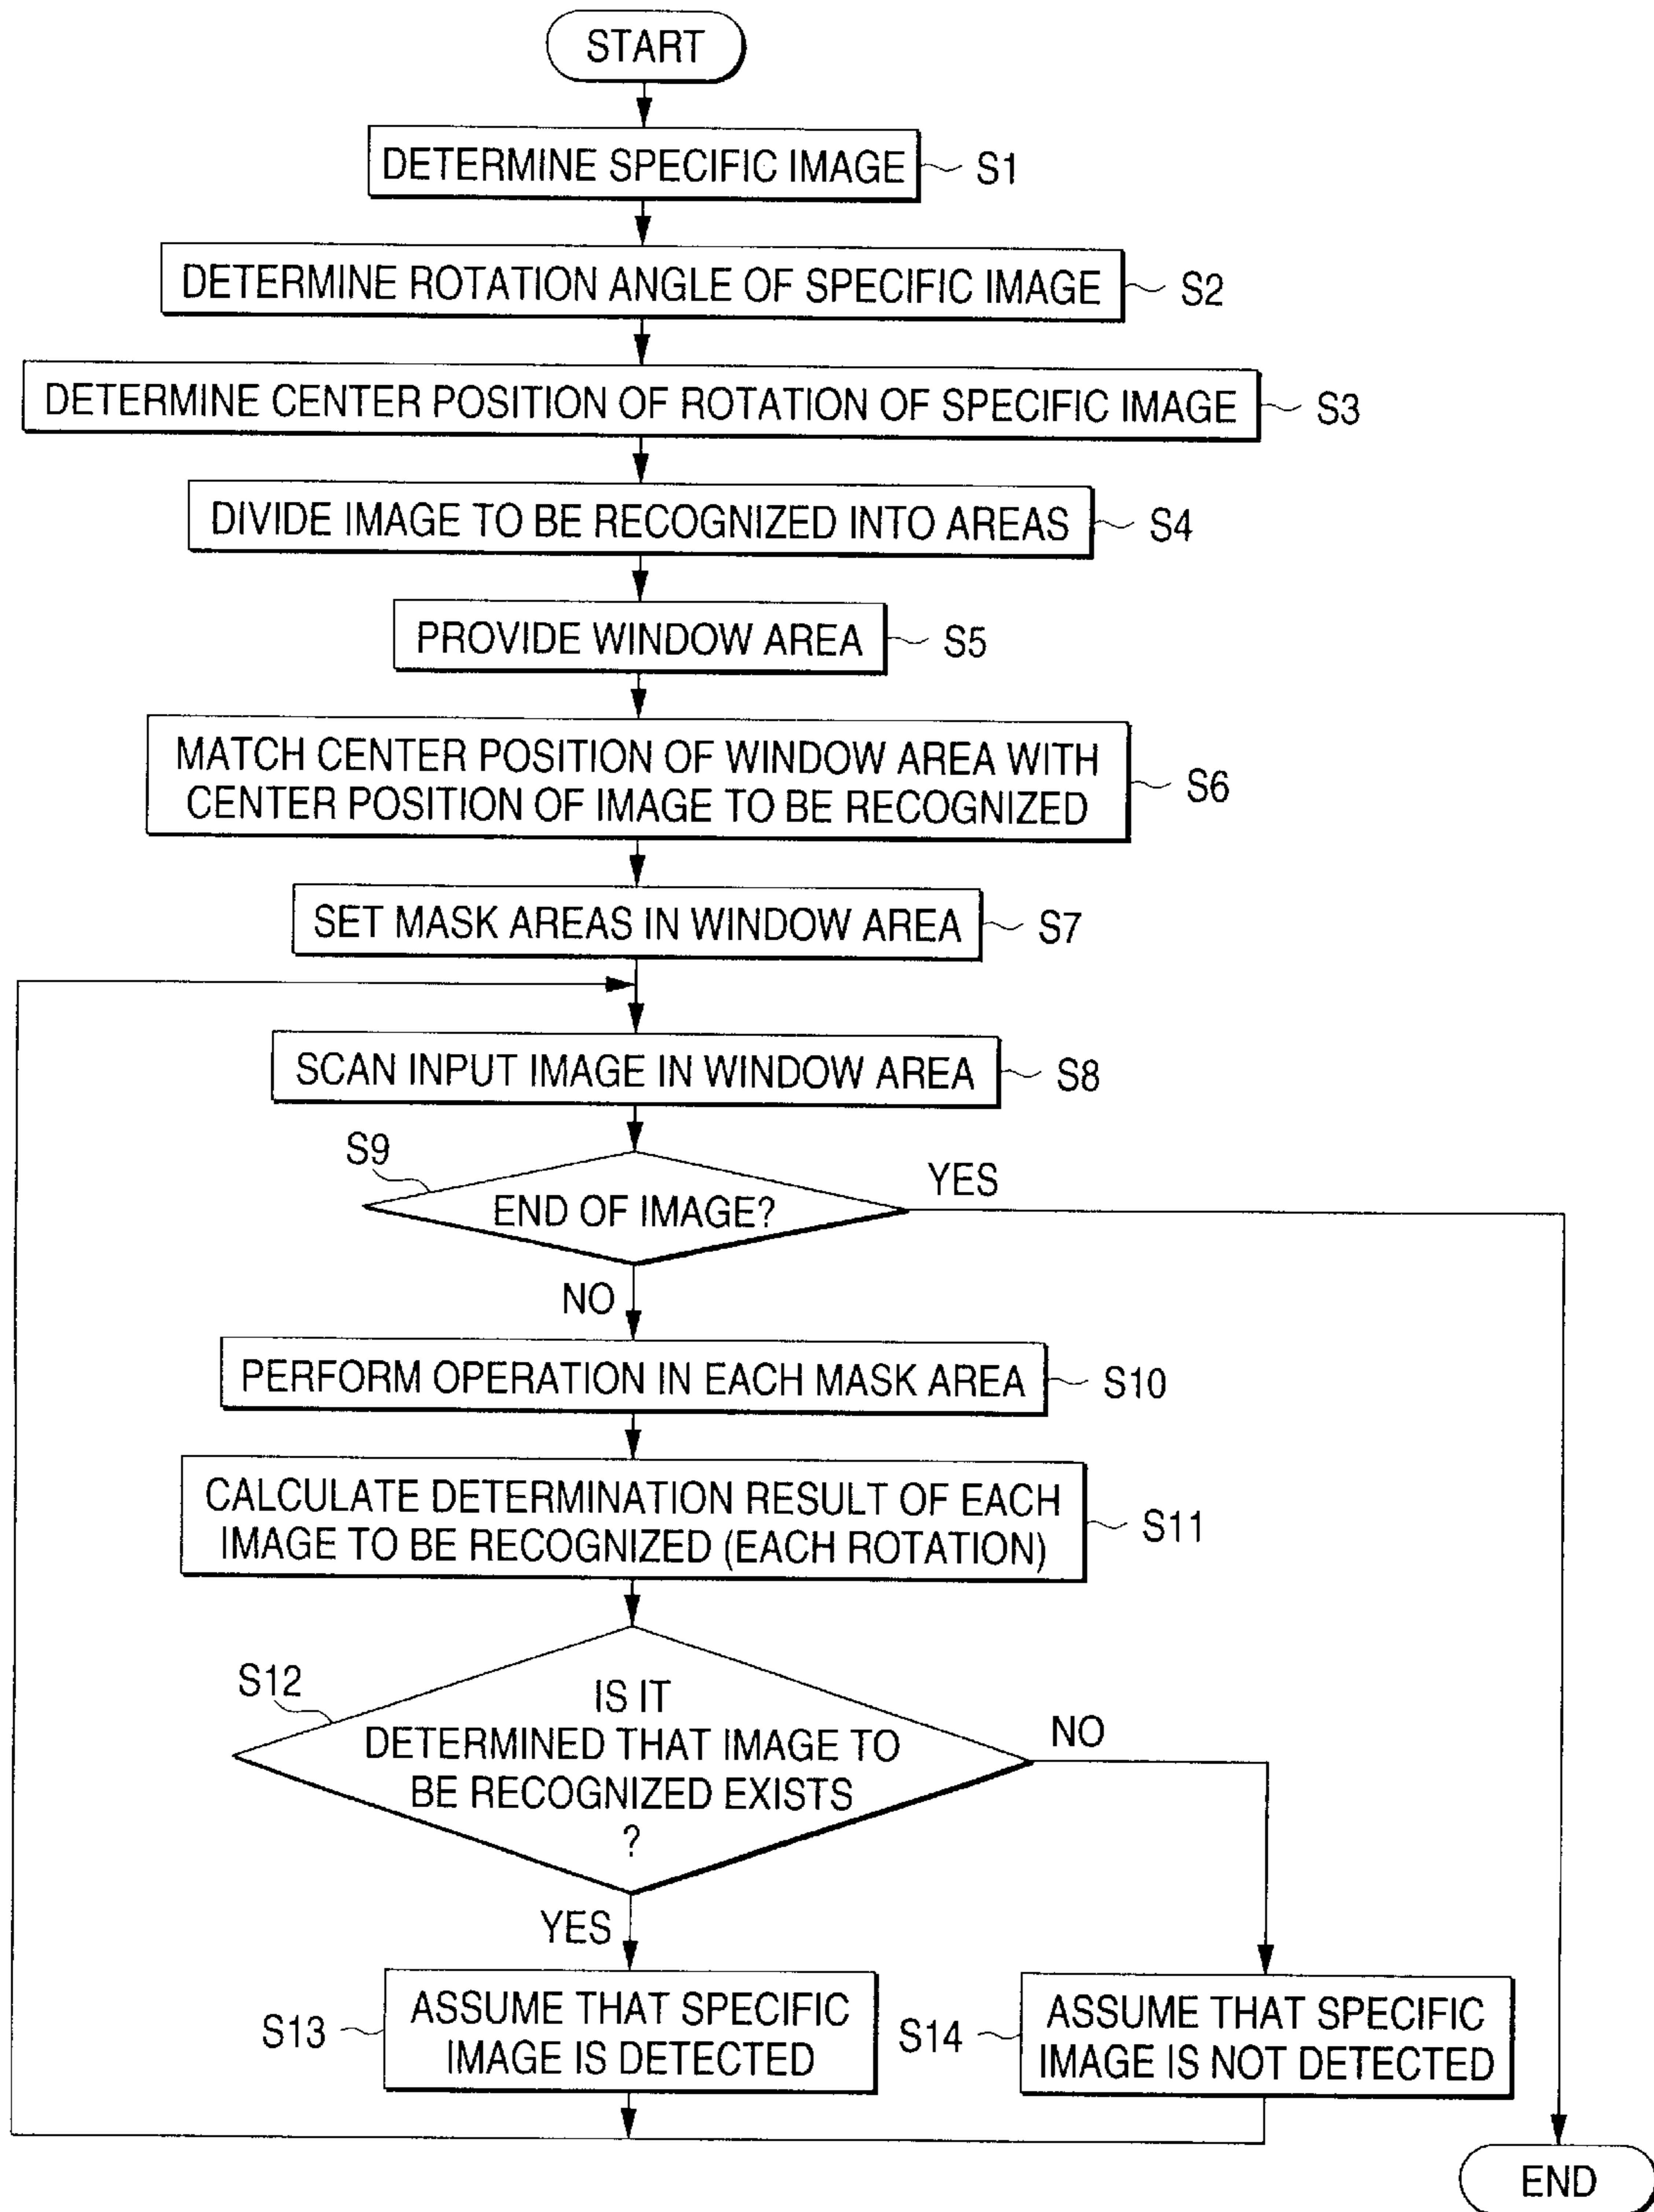 START
DETERMINE SPECIFIC IMAGE
S1
DETERMINE ROTATION ANGLE OF SPECIFIC IMAGE
S2
DETERMINE CENTER POSITION OF ROTATION OF SPECIFIC IMAGE
S3
DIVIDE IMAGE TO BE RECOGNIZED INTO AREAS
S4
PROVIDE WINDOW AREA
S5
MATCH CENTER POSITION OF WINDOW AREA WITH
CENTER POSITION OF IMAGE TO BE RECOGNIZED
S6
SET MASK AREAS IN WINDOW AREA
S7
SCAN INPUT IMAGE IN WINDOW AREA
S8
S9
END OF IMAGE?
YES
NO
PERFORM OPERATION IN EACH MASK AREA
S10
CALCULATE DETERMINATION RESULT OF EACH
IMAGE TO BE RECOGNIZED (EACH ROTATION)
S11
S12
IS IT
DETERMINED THAT IMAGE TO
BE RECOGNIZED EXISTS
?
NO
YES
S13
ASSUME THAT SPECIFIC
IMAGE IS DETECTED
S14
ASSUME THAT SPECIFIC
IMAGE IS NOT DETECTED
END